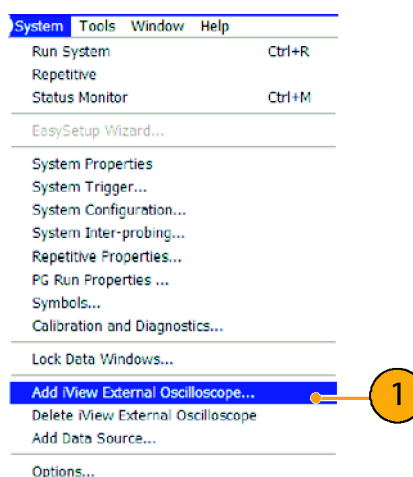 System Tools Window Help
Run System Ctrl+R
Repetitive
Status Monitor Ctrl+M
EasySetup Wizard...
System Properties
System Trigger...
System Configuration...
System Inter-probing...
Repetitive Properties...
PG Run Properties ...
Symbols...
Calibration and Diagnostics...
Lock Data Windows...
Add iView External Oscilloscope...
1
Delete iView External Oscilloscope
Add Data Source...
Options...